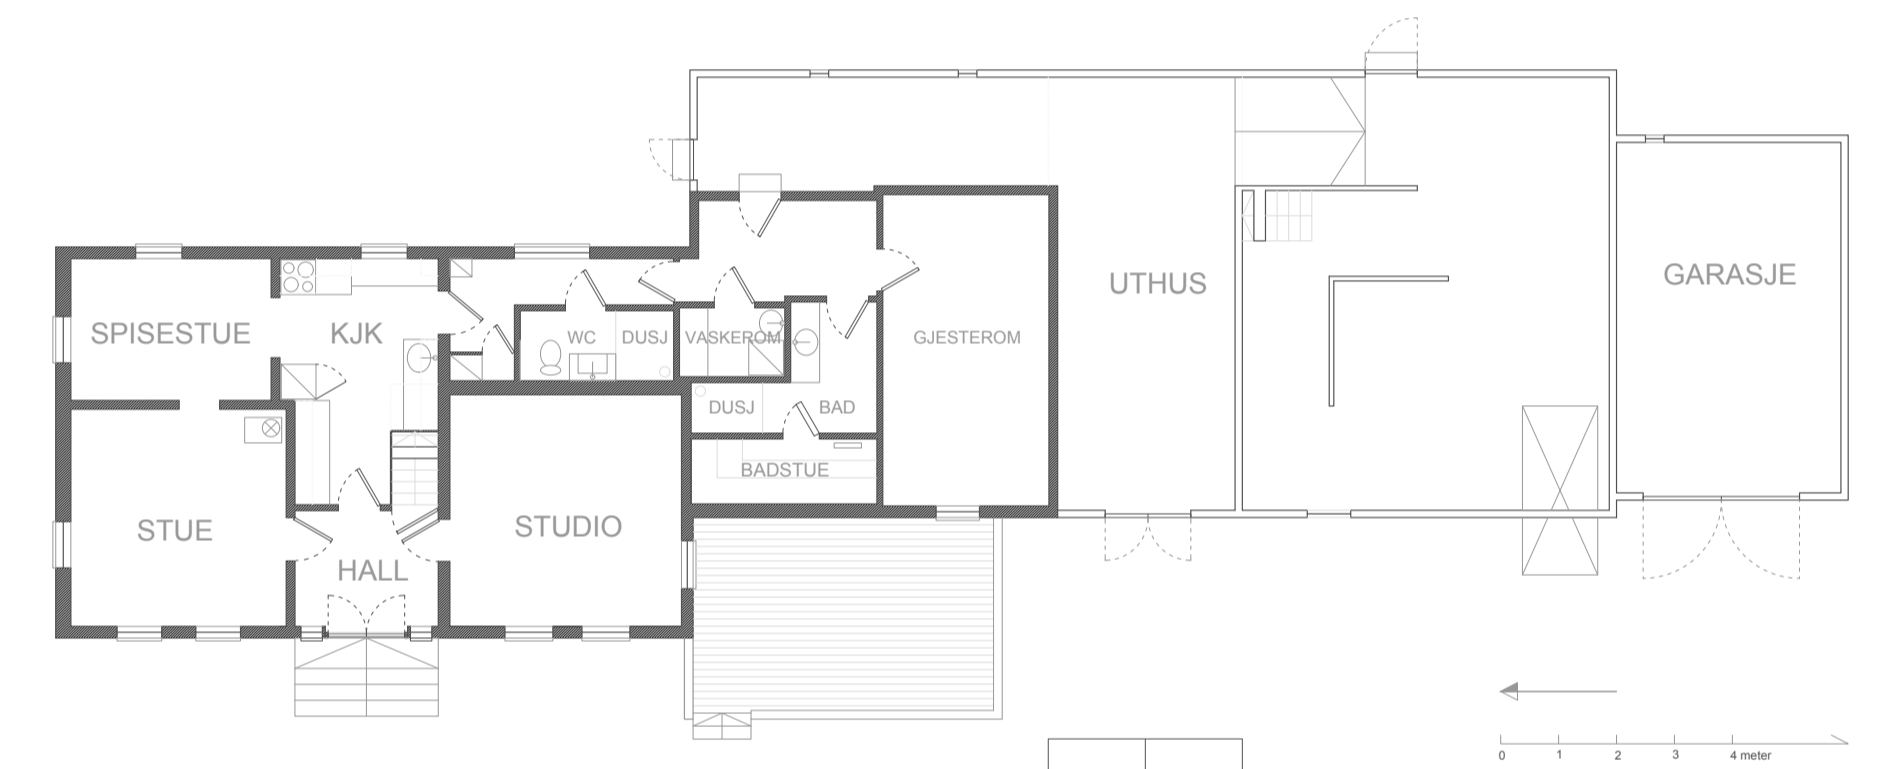 GARASJE
UTHUS
SPISESTUE
KJK
WC
DUSJ
VASKEROM
GJESTEROM
DUSJ
BAD
BADSTUE
STUE
STUDIO
HALL
0 1 2 3 4 meter